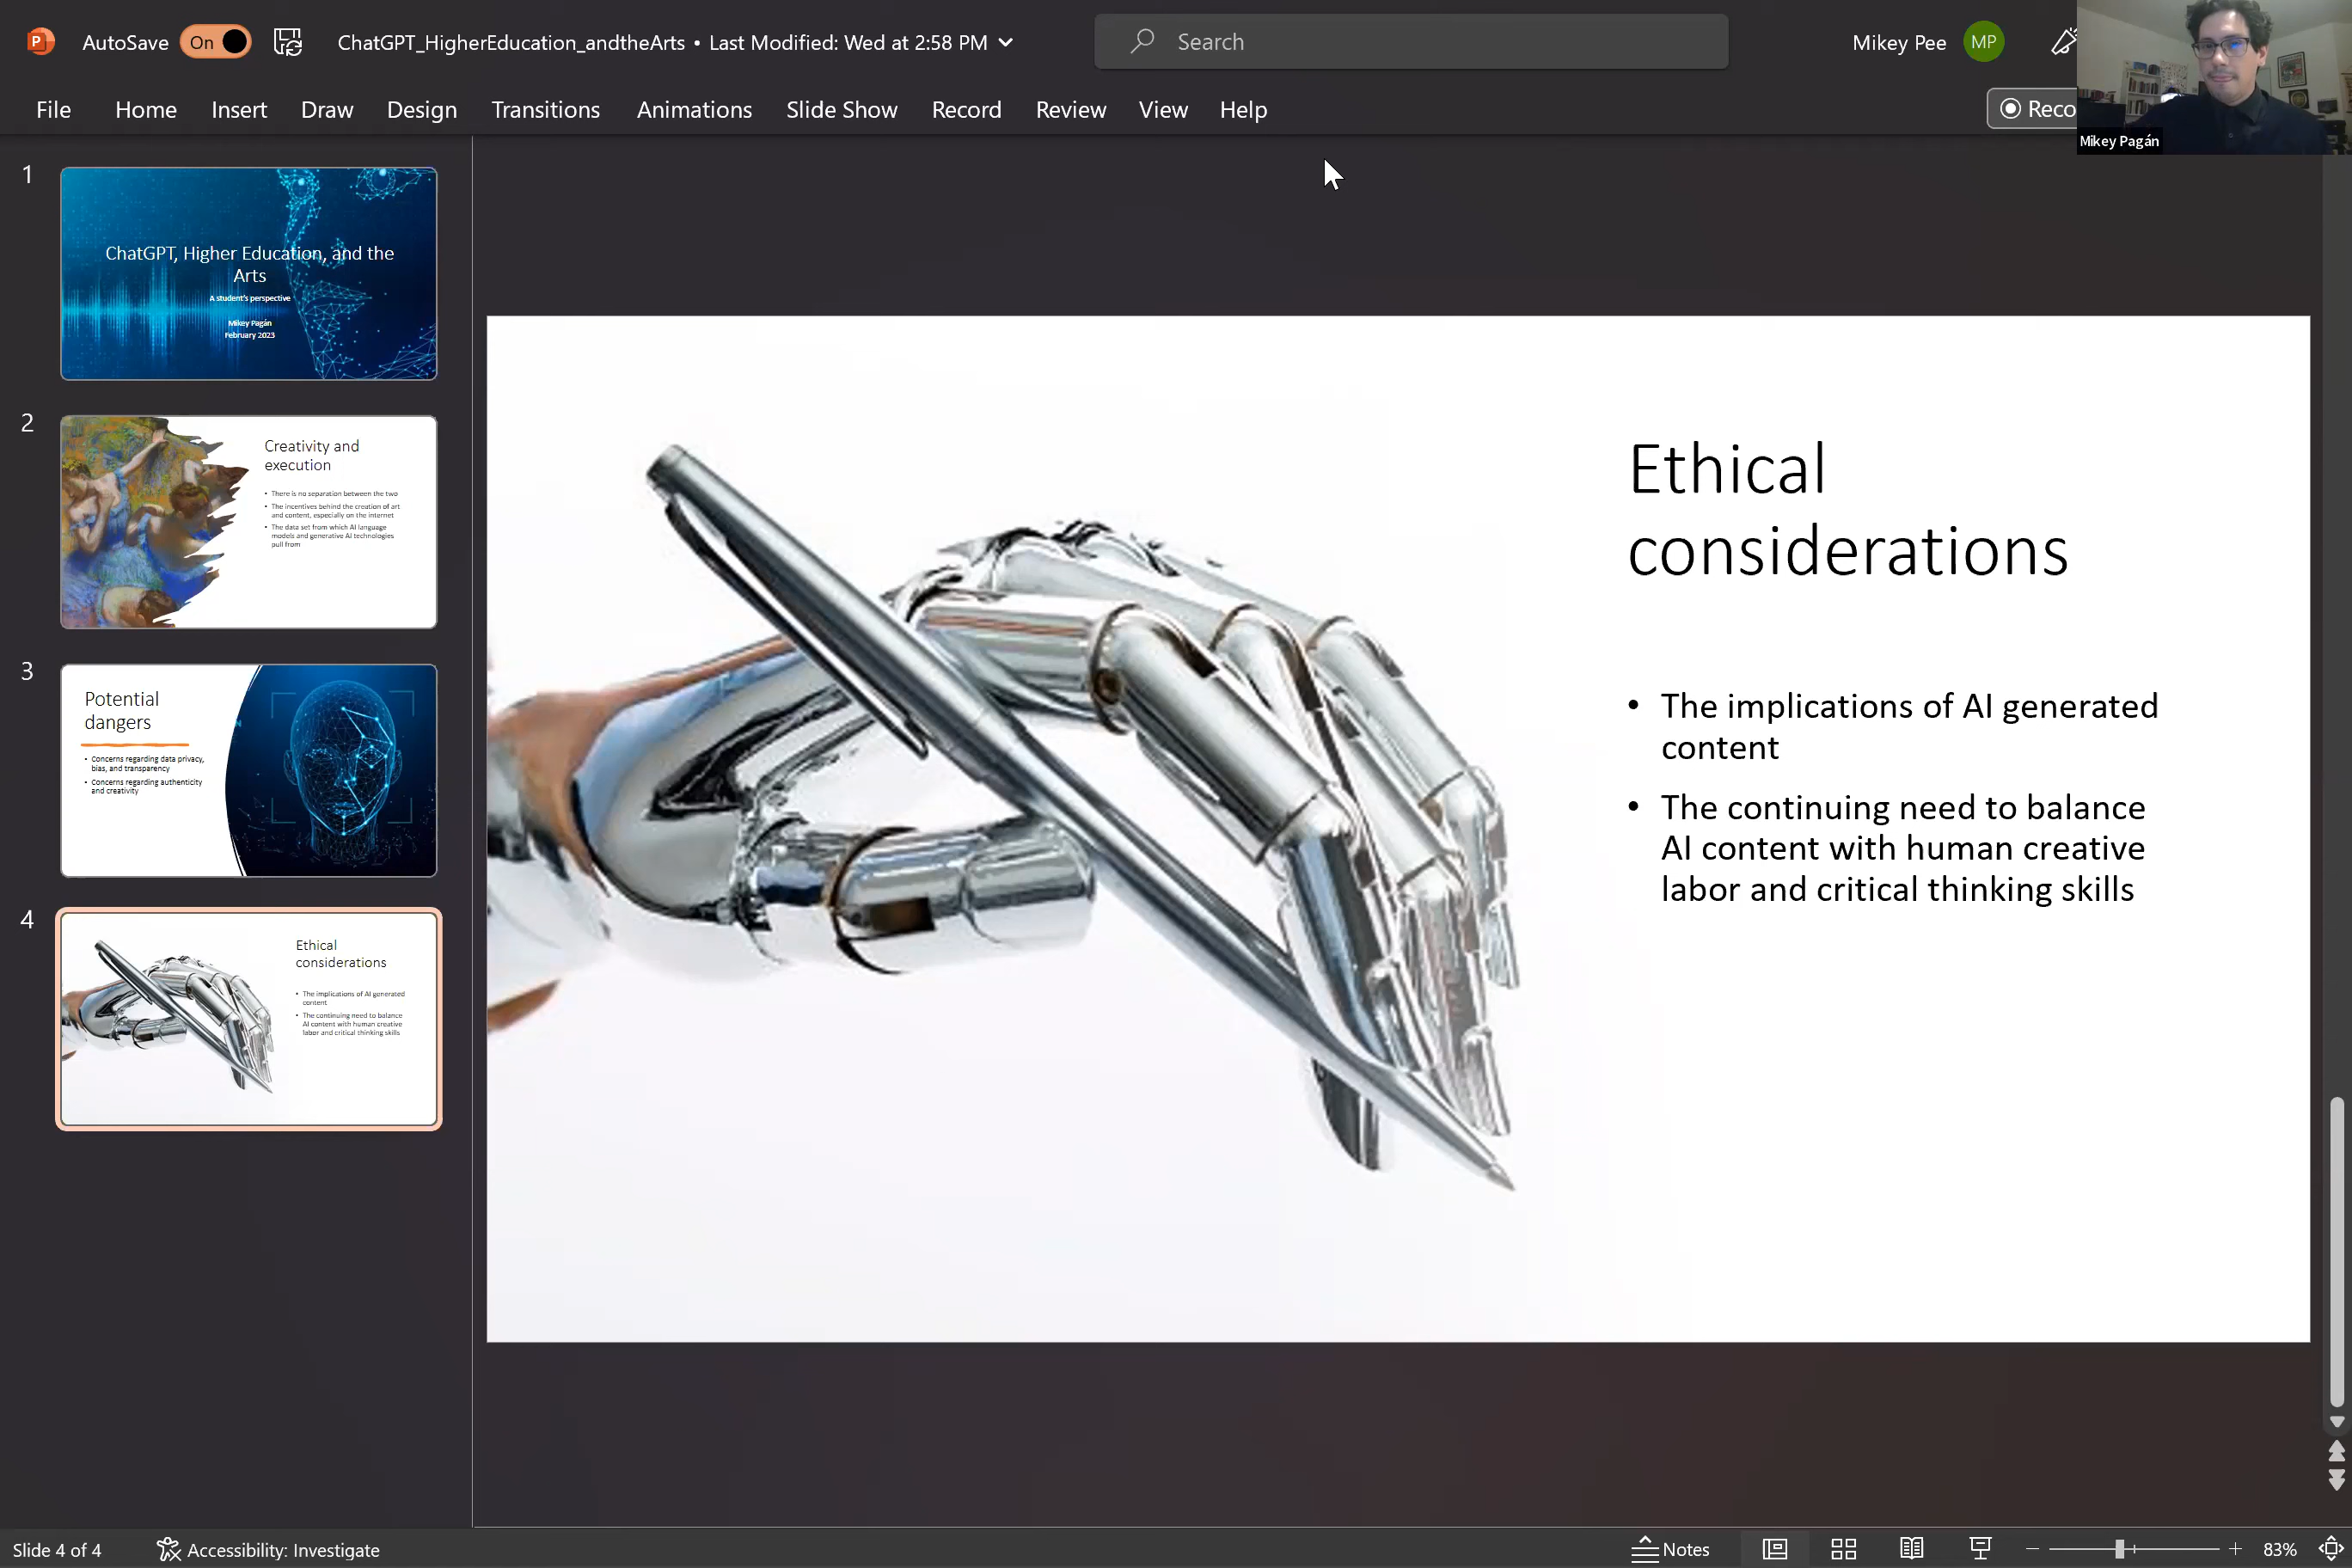 AutoSave On ChatGPT_HigherEducation_andtheArts • Last Modified: Wed at 2:58 PM Search Mikey Pee MP
File Home Insert Draw Design Transitions Animations Slide Show Record Review View Help Reco
Mikey Pagán
1
ChatGPT, Higher Education, and the
Arts
A student's perspective
Mikey Pagán
February 2023
2
Creativity and
execution
• There is no separation between the two
• The incentives behind the creation of art
and content, especially on the internet
• The data set from which AI language
models and generative AI technologies
pull from
3
Potential
dangers
• Concerns regarding data privacy,
bias, and transparency
• Concerns regarding authenticity
and creativity
4
Ethical
considerations
• The implications of AI generated
content
• The continuing need to balance
AI content with human creative
labor and critical thinking skills
Ethical
considerations
• The implications of AI generated
content
• The continuing need to balance
AI content with human creative
labor and critical thinking skills
Slide 4 of 4 Accessibility: Investigate Notes 83%